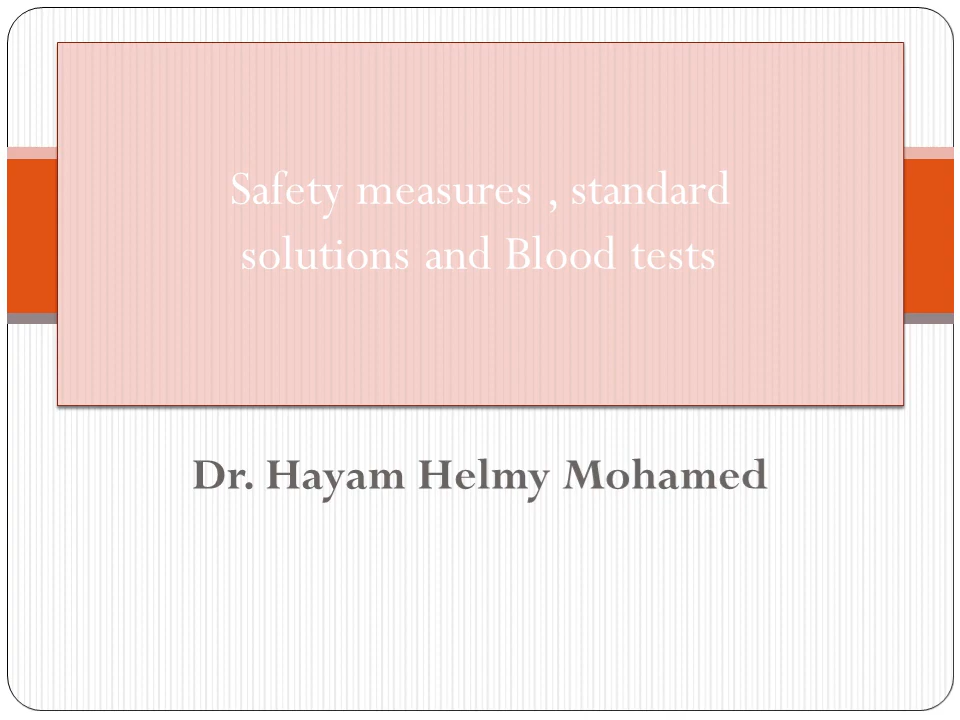 Safety measures , standard
solutions and Blood tests
Dr. Hayam Helmy Mohamed